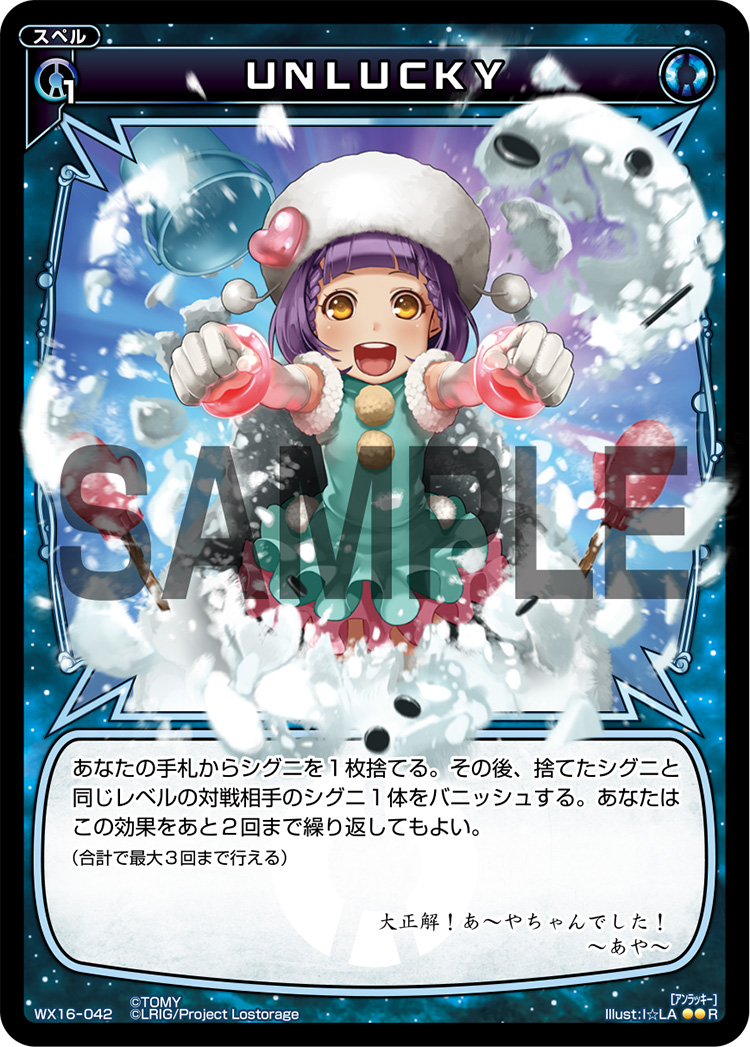 スペル
UNLUCKY
1
SAMPLE
あなたの手札からシグニを１枚捨てる。その後、捨てたシグニと
同じレベルの対戦相手のシグニ１体をバニッシュする。あなたは
この効果をあと２回まで繰り返してもよい。
（合計で最大３回まで行える）
大正解！あ～やちゃんでした！
～あや～
WX16-042
©TOMY
©LRIG/Project Lostorage
[アンラッキー]
Illust:I☆LA
R